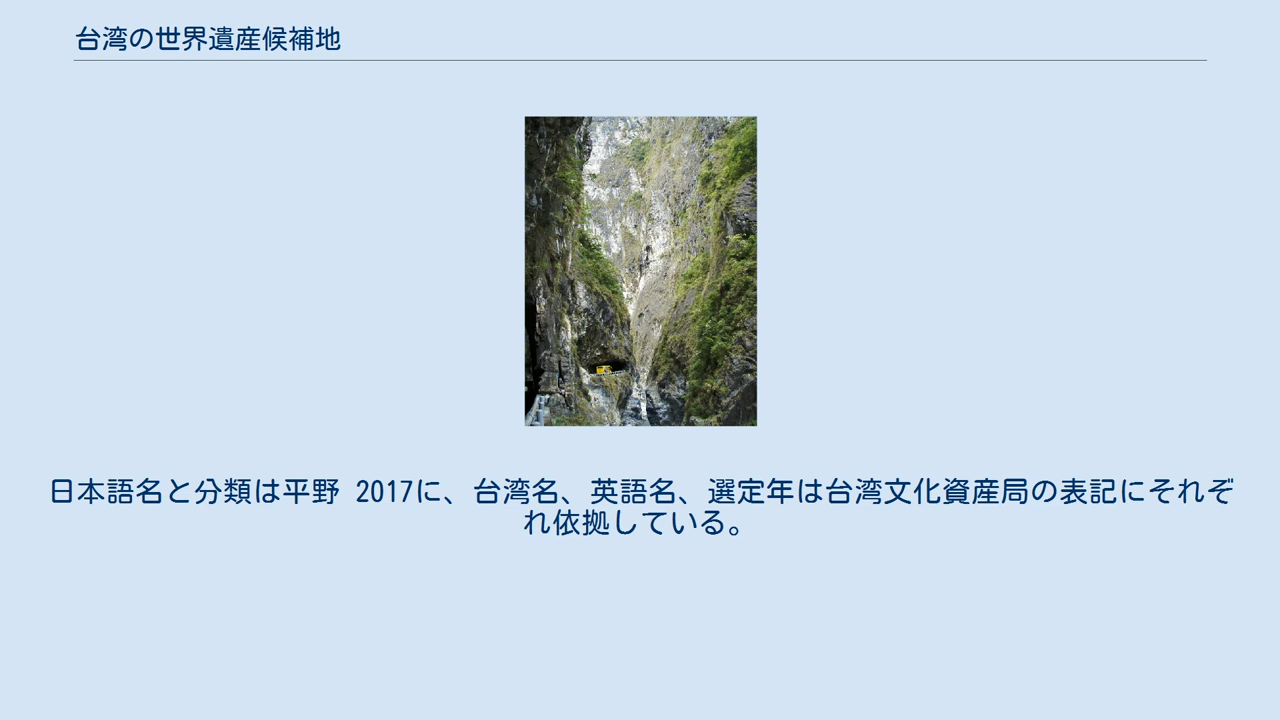 台湾の世界遺産候補地
日本語名と分類は平野 2017に、台湾名、英語名、選定年は台湾文化資産局の表記にそれぞ
れ依拠している。